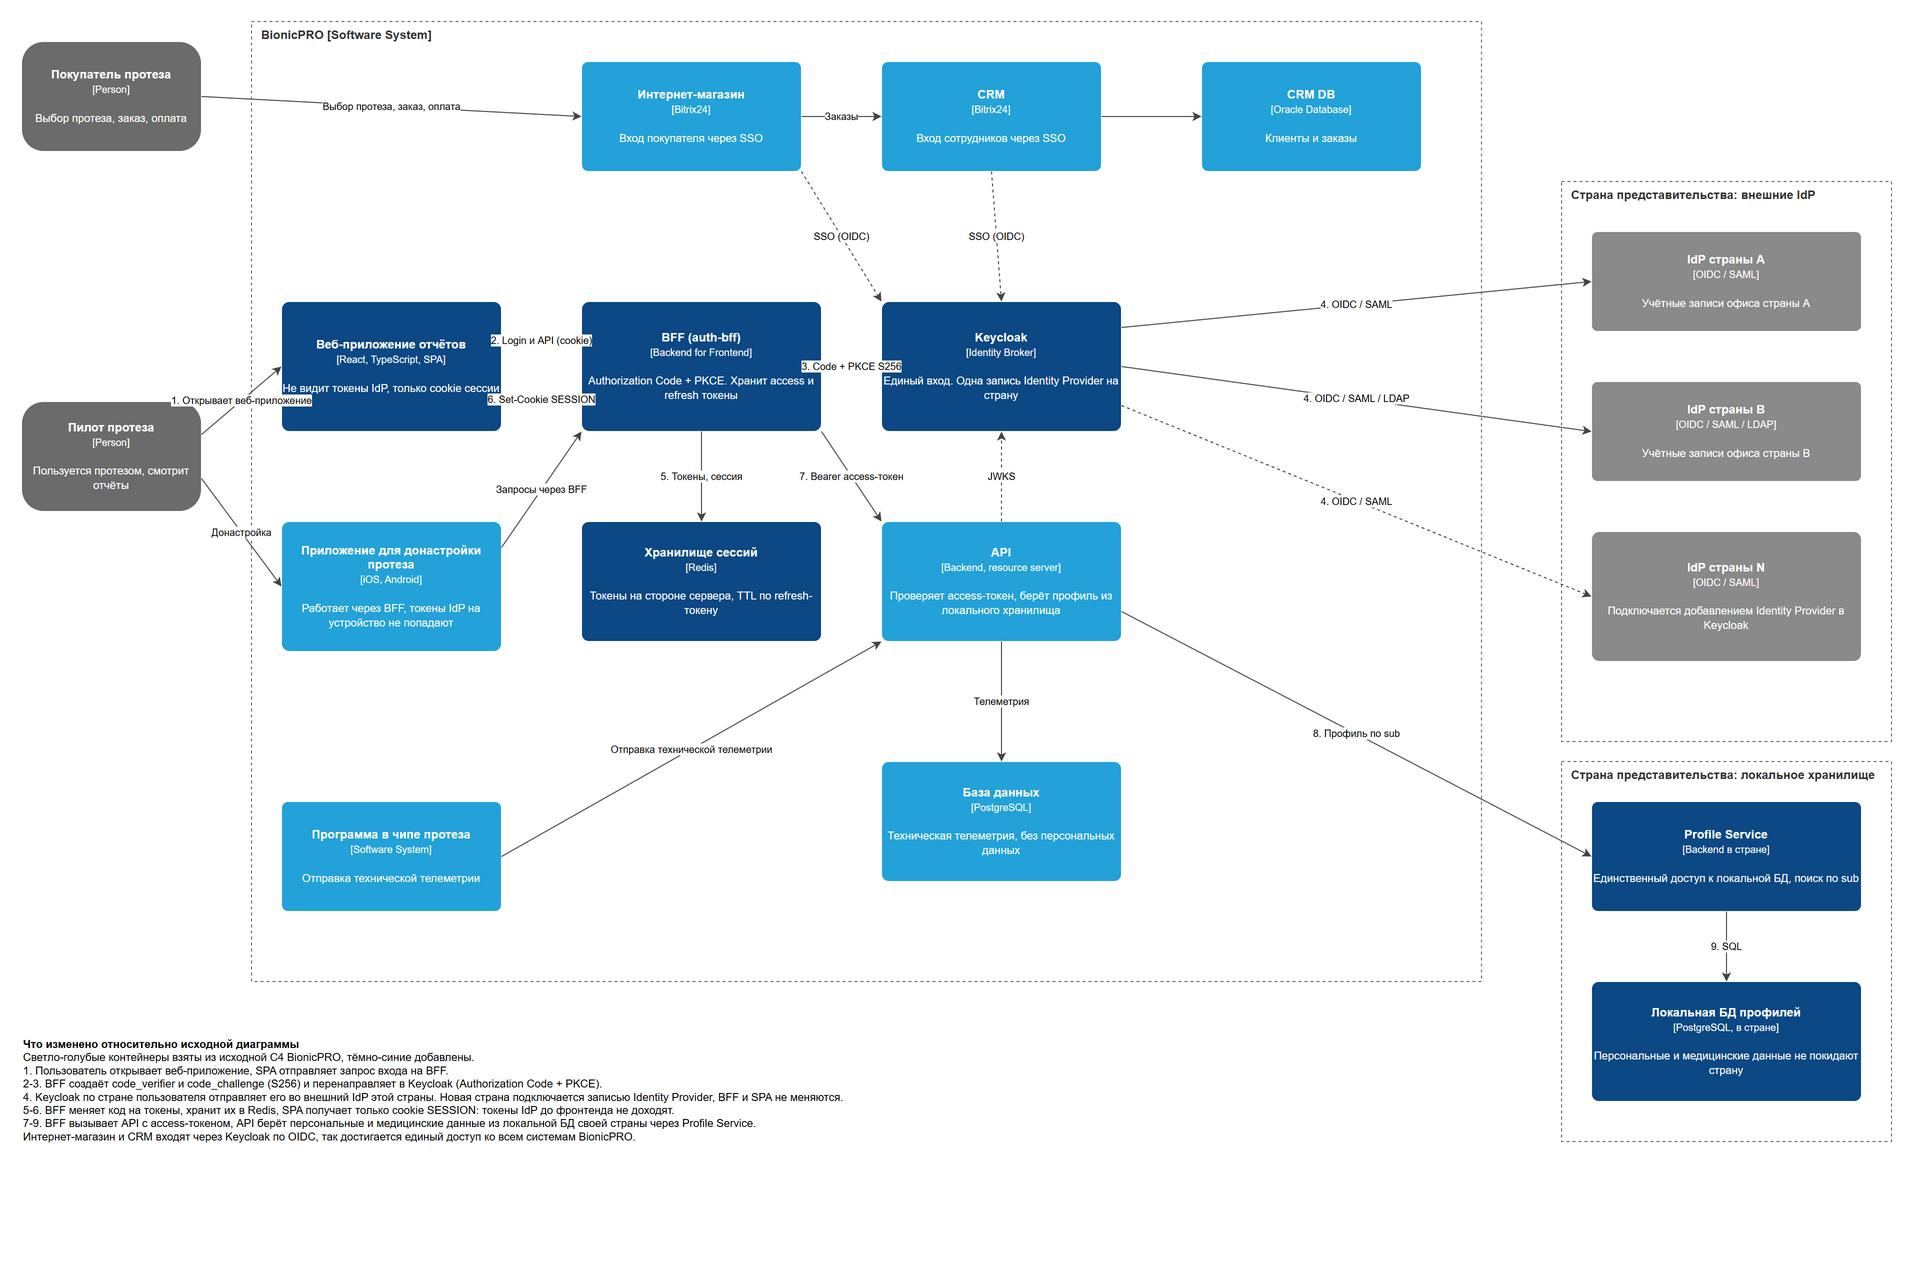 BionicPRO [Software System]
Покупатель протеза
[Person]
Выбор протеза, заказ, оплата
Выбор протеза, заказ, оплата
Интернет-магазин
[Bitrix24]
Вход покупателя через SSO
Заказы
CRM
[Bitrix24]
Вход сотрудников через SSO
CRM DB
[Oracle Database]
Клиенты и заказы
SSO (OIDC)
SSO (OIDC)
Страна представительства: внешние IdP
IdP страны A
[OIDC / SAML]
Учётные записи офиса страны A
4. OIDC / SAML
Веб-приложение отчётов
[React, TypeScript, SPA]
Не видит токены IdP, только cookie сессии
2. Login и API (cookie)
6. Set-Cookie SESSION
BFF (auth-bff)
[Backend for Frontend]
Authorization Code + PKCE. Хранит access и
refresh токены
3. Code + PKCE S256
Keycloak
[Identity Broker]
Единый вход. Одна запись Identity Provider на
страну
4. OIDC / SAML / LDAP
IdP страны B
[OIDC / SAML / LDAP]
Учётные записи офиса страны B
1. Открывает веб-приложение
Пилот протеза
[Person]
Пользуется протезом, смотрит
отчёты
Донастройка
Запросы через BFF
5. Токены, сессия
7. Bearer access-токен
JWKS
4. OIDC / SAML
Приложение для донастройки
протеза
[iOS, Android]
Работает через BFF, токены IdP на
устройство не попадают
Хранилище сессий
[Redis]
Токены на стороне сервера, TTL по refresh-
токену
API
[Backend, resource server]
Проверяет access-токен, берёт профиль из
локального хранилища
IdP страны N
[OIDC / SAML]
Подключается добавлением Identity Provider в
Keycloak
Отправка технической телеметрии
Телеметрия
8. Профиль по sub
База данных
[PostgreSQL]
Техническая телеметрия, без персональных
данных
Программа в чипе протеза
[Software System]
Отправка технической телеметрии
Страна представительства: локальное хранилище
Profile Service
[Backend в стране]
Единственный доступ к локальной БД, поиск по sub
9. SQL
Локальная БД профилей
[PostgreSQL, в стране]
Персональные и медицинские данные не покидают
страну
Что изменено относительно исходной диаграммы
Светло-голубые контейнеры взяты из исходной C4 BionicPRO, тёмно-синие добавлены.
1. Пользователь открывает веб-приложение, SPA отправляет запрос входа на BFF.
2-3. BFF создаёт code_verifier и code_challenge (S256) и перенаправляет в Keycloak (Authorization Code + PKCE).
4. Keycloak по стране пользователя отправляет его во внешний IdP этой страны. Новая страна подключается записью Identity Provider, BFF и SPA не меняются.
5-6. BFF меняет код на токены, хранит их в Redis, SPA получает только cookie SESSION: токены IdP до фронтенда не доходят.
7-9. BFF вызывает API с access-токеном, API берёт персональные и медицинские данные из локальной БД своей страны через Profile Service.
Интернет-магазин и CRM входят через Keycloak по OIDC, так достигается единый доступ ко всем системам BionicPRO.